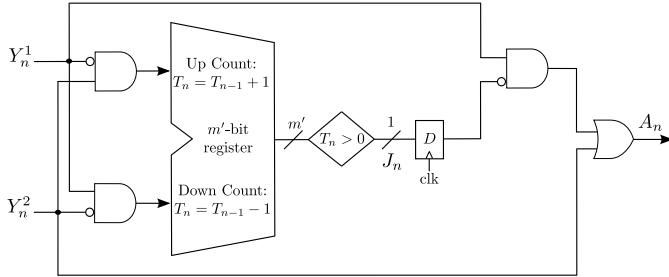 Y_n^1
Y_n^2
Up Count:
T_n = T_{n-1} + 1
m'-bit
register
Down Count:
T_n = T_{n-1} − 1
m'
T_n > 0
1
J_n
D
clk
A_n